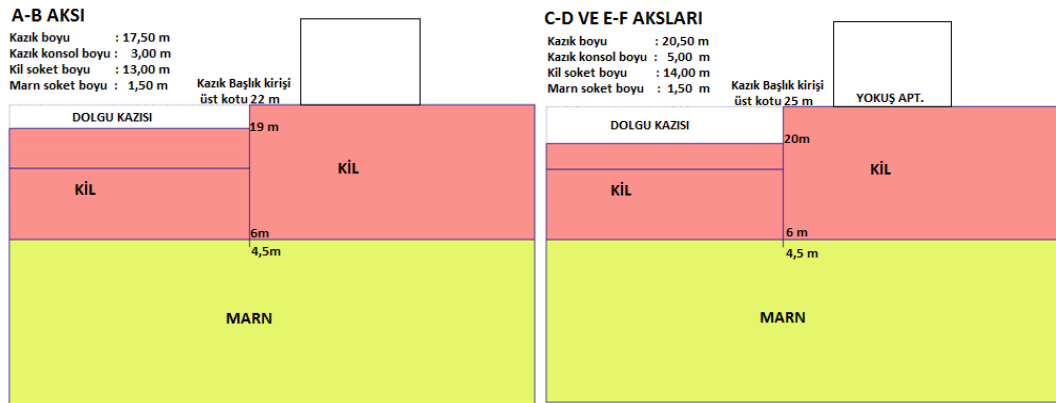 A-B AKSI
Kazık boyu : 17,50 m
Kazık konsol boyu : 3,00 m
Kil soket boyu : 13,00 m
Marn soket boyu : 1,50 m
Kazık Başlık kirişi
üst kotu 22 m
DOLGU KAZISI
19 m
KİL
KİL
6m
4,5m
MARN
C-D VE E-F AKSLARI
Kazık boyu : 20,50 m
Kazık konsol boyu : 5,00 m
Kil soket boyu : 14,00 m
Marn soket boyu : 1,50 m
Kazık Başlık kirişi
üst kotu 25 m
YOKUŞ APT.
DOLGU KAZISI
20m
KİL
KİL
6 m
4,5 m
MARN